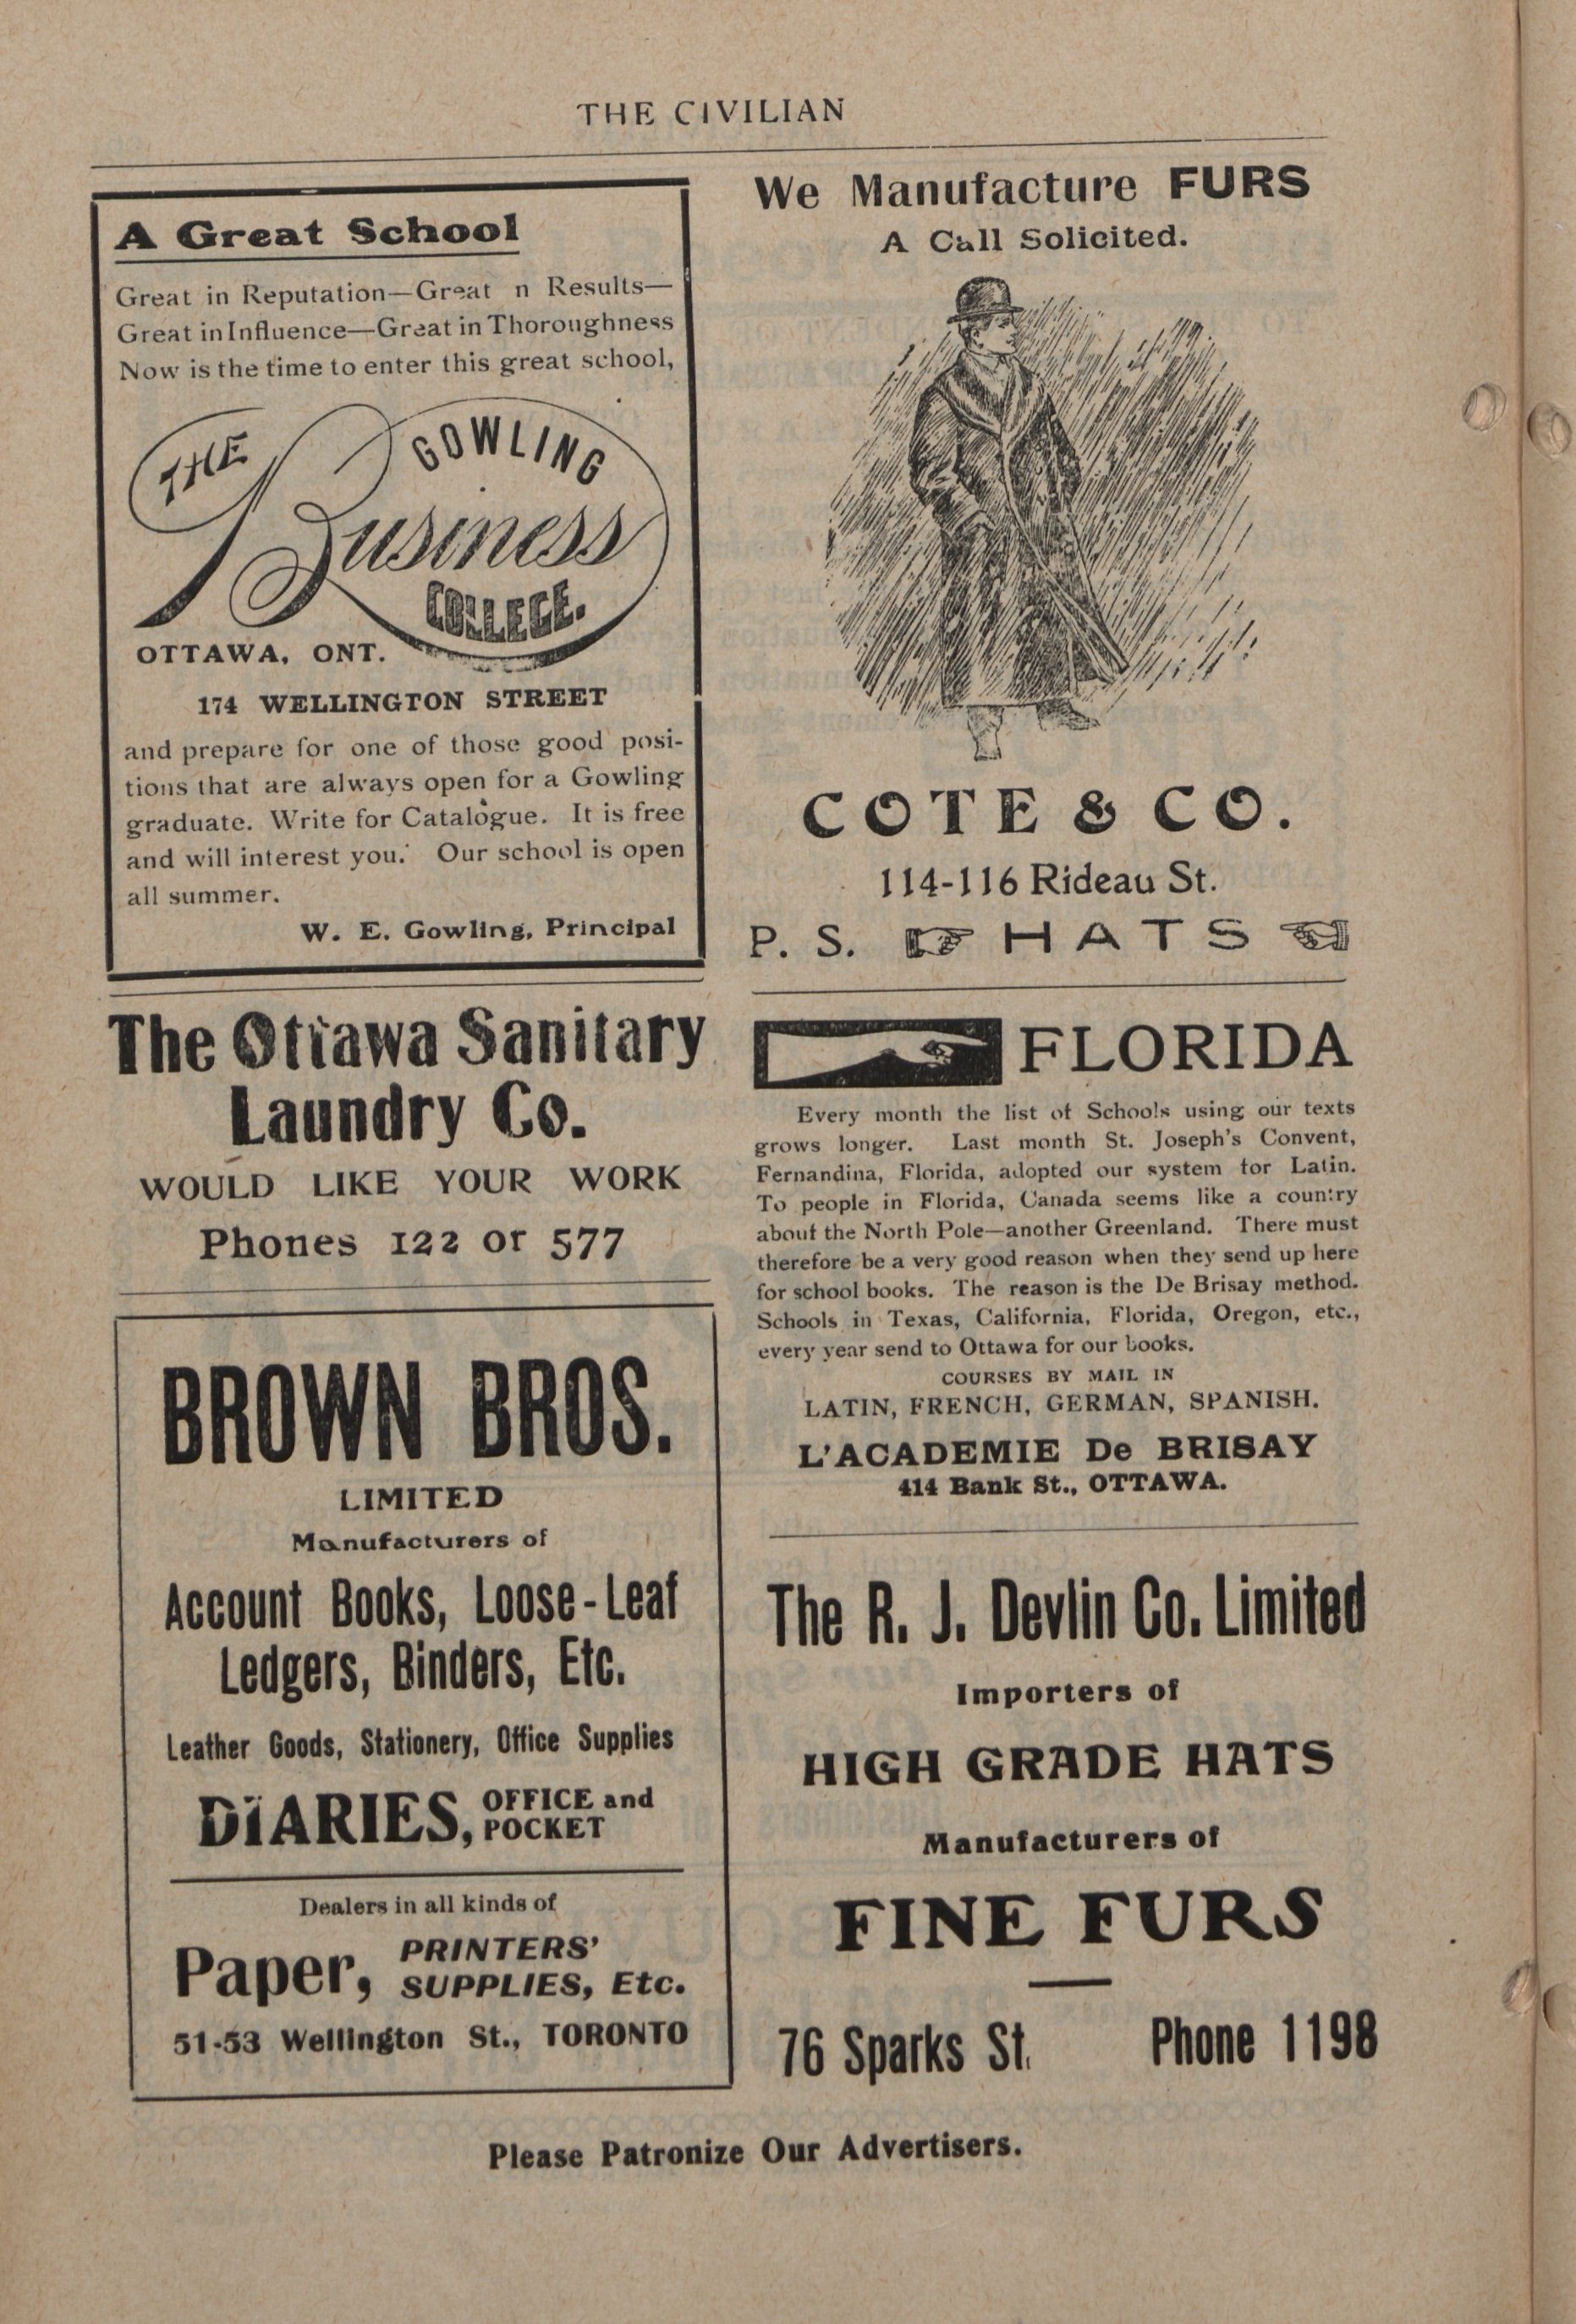 THE CIVILIAN
A Great School
Great in Reputation—Great n Results—
Great in Influence—Great in Thoroughness
Now is the time to enter this great school,
THE
GOWLING
Business
COLLEGE.
OTTAWA, ONT.
174 WELLINGTON STREET
and prepare for one of those good posi-
tions that are always open for a Gowling
graduate. Write for Catalogue. It is free
and will interest you. Our school is open
all summer.
W. E. Gowling, Principal
The Ottawa Sanitary
Laundry Co.
WOULD LIKE YOUR WORK
Phones 122 or 577
BROWN BROS.
LIMITED
Manufacturers of
Account Books, Loose-Leaf
Ledgers, Binders, Etc.
Leather Goods, Stationery, Office Supplies
DIARIES, OFFICE and
POCKET
Dealers in all kinds of
Paper, PRINTERS'
SUPPLIES, Etc.
51-53 Wellington St., TORONTO
We Manufacture FURS
A Call Solicited.
COTE & CO.
114-116 Rideau St.
P. S. ☞ HATS ☜
FLORIDA
Every month the list of Schools using our texts
grows longer. Last month St. Joseph's Convent,
Fernandina, Florida, adopted our system for Latin.
To people in Florida, Canada seems like a country
about the North Pole—another Greenland. There must
therefore be a very good reason when they send up here
for school books. The reason is the De Brisay method.
Schools in Texas, California, Florida, Oregon, etc.,
every year send to Ottawa for our books.
COURSES BY MAIL IN
LATIN, FRENCH, GERMAN, SPANISH.
L'ACADEMIE De BRISAY
414 Bank St., OTTAWA.
The R. J. Devlin Co. Limited
Importers of
HIGH GRADE HATS
Manufacturers of
FINE FURS
76 Sparks St. Phone 1198
Please Patronize Our Advertisers.